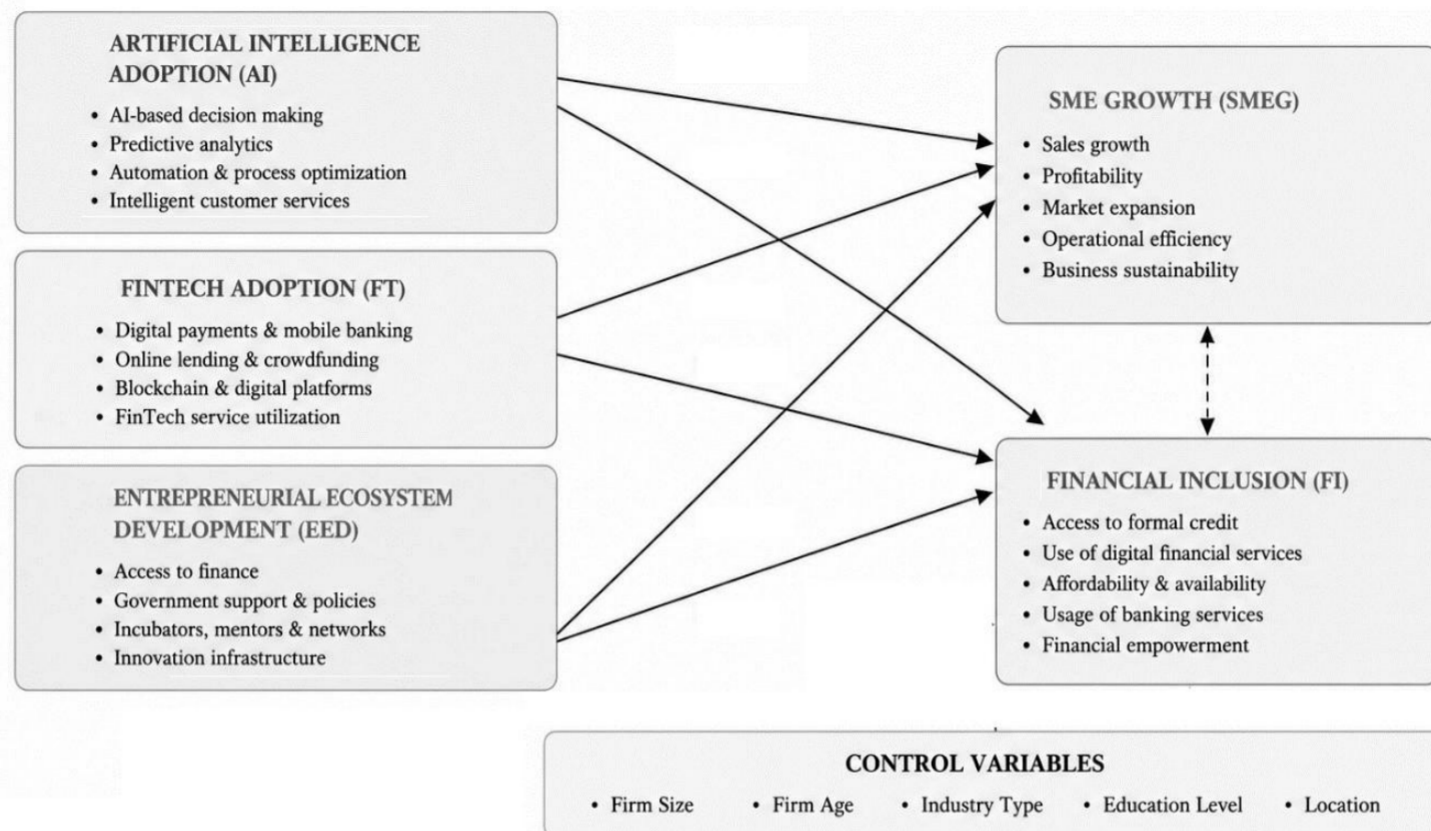 ARTIFICIAL INTELLIGENCE
ADOPTION (AI)
• AI-based decision making
• Predictive analytics
• Automation & process optimization
• Intelligent customer services
FINTECH ADOPTION (FT)
• Digital payments & mobile banking
• Online lending & crowdfunding
• Blockchain & digital platforms
• FinTech service utilization
ENTREPRENEURIAL ECOSYSTEM
DEVELOPMENT (EED)
• Access to finance
• Government support & policies
• Incubators, mentors & networks
• Innovation infrastructure
SME GROWTH (SMEG)
• Sales growth
• Profitability
• Market expansion
• Operational efficiency
• Business sustainability
FINANCIAL INCLUSION (FI)
• Access to formal credit
• Use of digital financial services
• Affordability & availability
• Usage of banking services
• Financial empowerment
CONTROL VARIABLES
• Firm Size • Firm Age • Industry Type • Education Level • Location